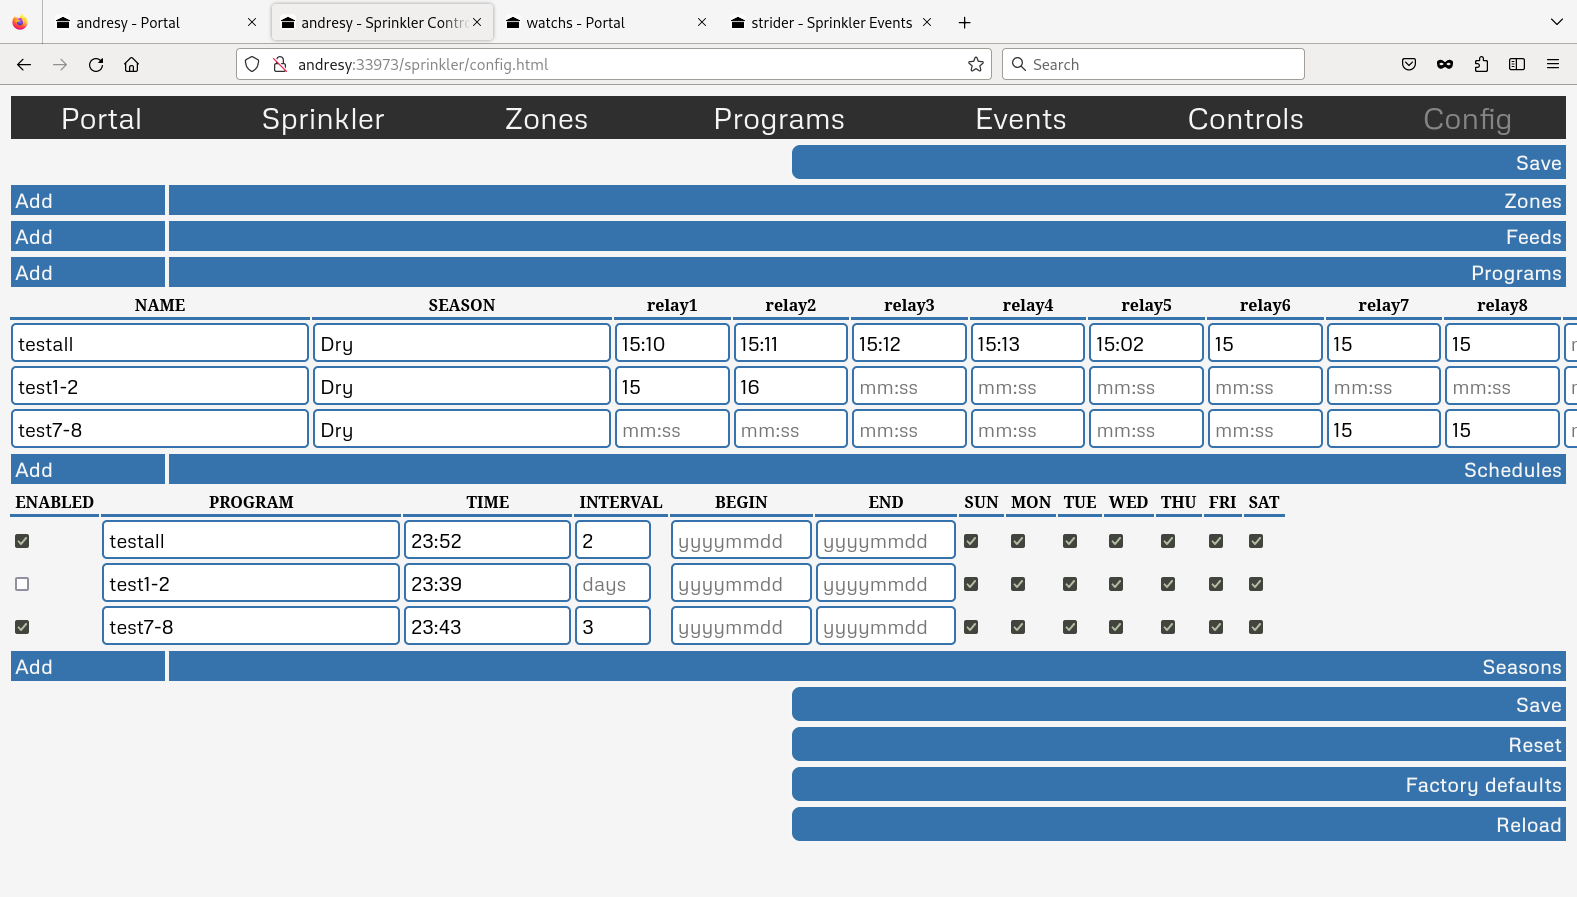 andresy - Portal andresy - Sprinkler Contr watchs - Portal strider - Sprinkler Events
andresy:33973/sprinkler/config.html Search
Portal Sprinkler Zones Programs Events Controls Config
Save
Add Zones
Add Feeds
Add Programs
NAME SEASON relay1 relay2 relay3 relay4 relay5 relay6 relay7 relay8
testall Dry 15:10 15:11 15:12 15:13 15:02 15 15 15
test1-2 Dry 15 16 mm:ss mm:ss mm:ss mm:ss mm:ss mm:ss
test7-8 Dry mm:ss mm:ss mm:ss mm:ss mm:ss mm:ss 15 15
Add Schedules
ENABLED PROGRAM TIME INTERVAL BEGIN END SUN MON TUE WED THU FRI SAT
testall 23:52 2 yyyymmdd yyyymmdd
test1-2 23:39 days yyyymmdd yyyymmdd
test7-8 23:43 3 yyyymmdd yyyymmdd
Add Seasons
Save
Reset
Factory defaults
Reload